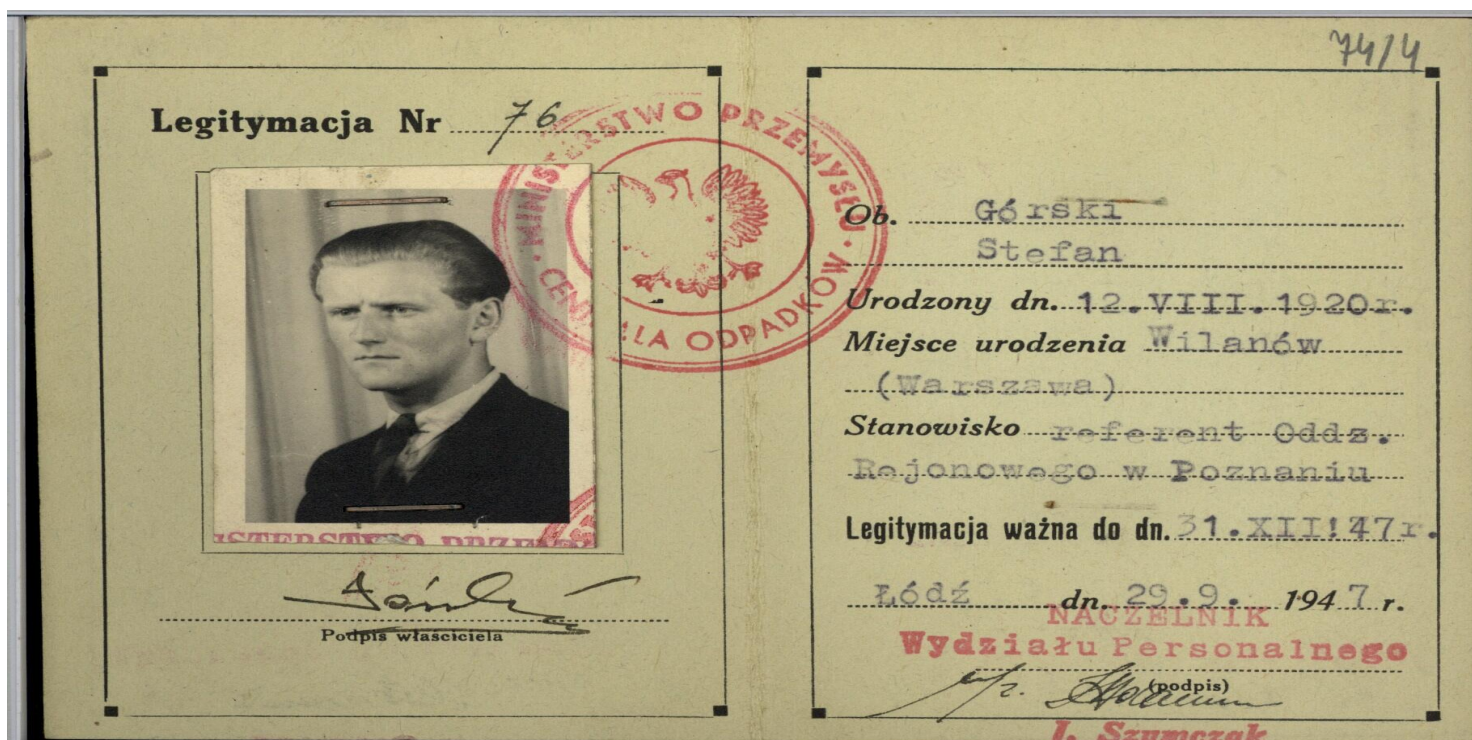 74/4
Legitymacja Nr 76
MINISTERSTWO PRZEMYSŁU
CENTRALA ODPADKÓW
Podpis właściciela
Ob. Górski
Stefan
Urodzony dn. 12.VIII.1920r.
Miejsce urodzenia Wilanów
(Warszawa)
Stanowisko referent Oddz.
Rejonowego w Poznaniu
Legitymacja ważna do dn. 31.XII!47r.
Łódź dn. 29.9. 1947 r.
NACZELNIK
Wydziału Personalnego
(podpis)
J. Szymczak